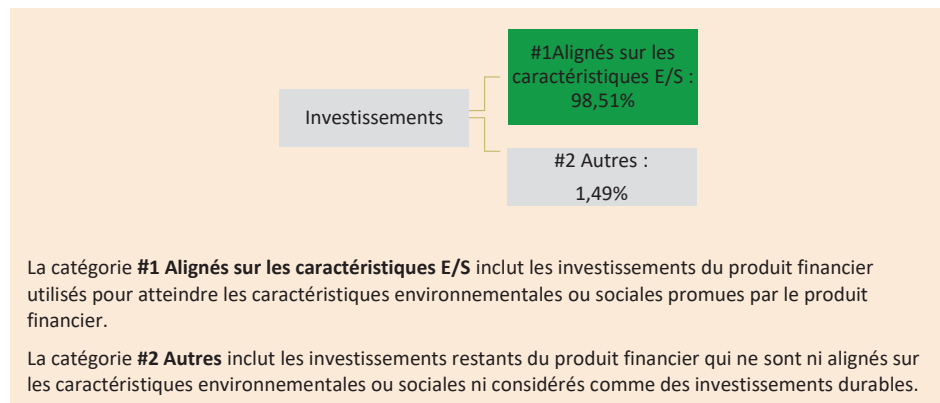 #1Alignés sur les
caractéristiques E/S :
98,51%
Investissements
#2 Autres :
1,49%
La catégorie #1 Alignés sur les caractéristiques E/S inclut les investissements du produit financier
utilisés pour atteindre les caractéristiques environnementales ou sociales promues par le produit
financier.
La catégorie #2 Autres inclut les investissements restants du produit financier qui ne sont ni alignés sur
les caractéristiques environnementales ou sociales ni considérés comme des investissements durables.